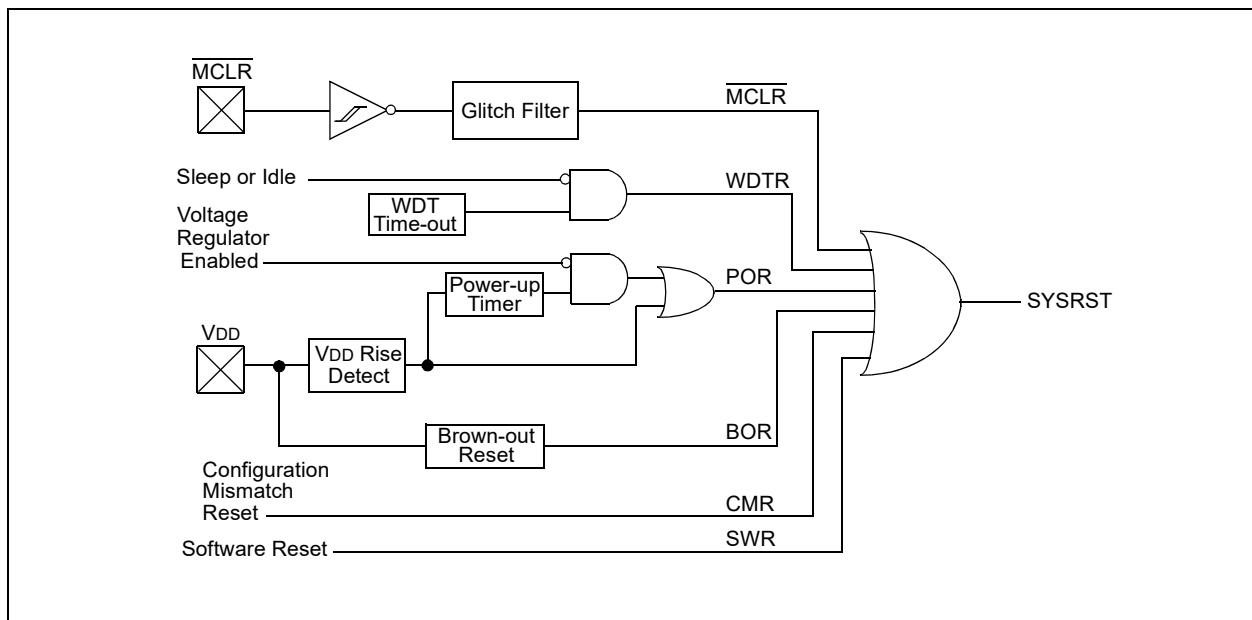 MCLR
Glitch Filter
MCLR
Sleep or Idle
WDTR
WDT
Time-out
Voltage
Regulator
Enabled
Power-up
Timer
POR
SYSRST
VDD
VDD Rise
Detect
Brown-out
Reset
BOR
Configuration
Mismatch
Reset
CMR
Software Reset
SWR